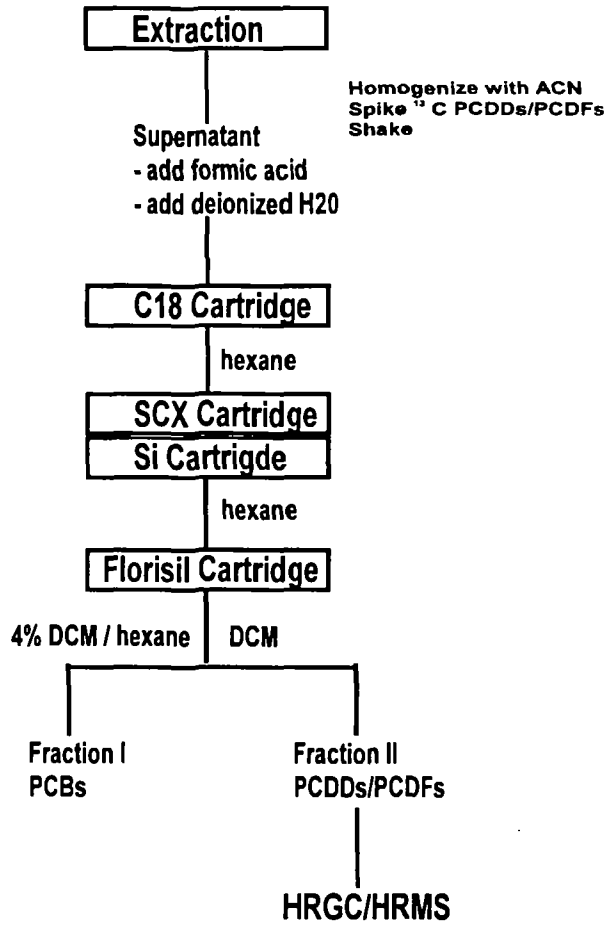 Extraction
Homogenize with ACN
Spike ¹³ C PCDDs/PCDFs
Shake
Supernatant
- add formic acid
- add deionized H20
C18 Cartridge
hexane
SCX Cartridge
Si Cartrigde
hexane
Florisil Cartridge
4% DCM / hexane DCM
Fraction I
PCBs
Fraction II
PCDDs/PCDFs
HRGC/HRMS